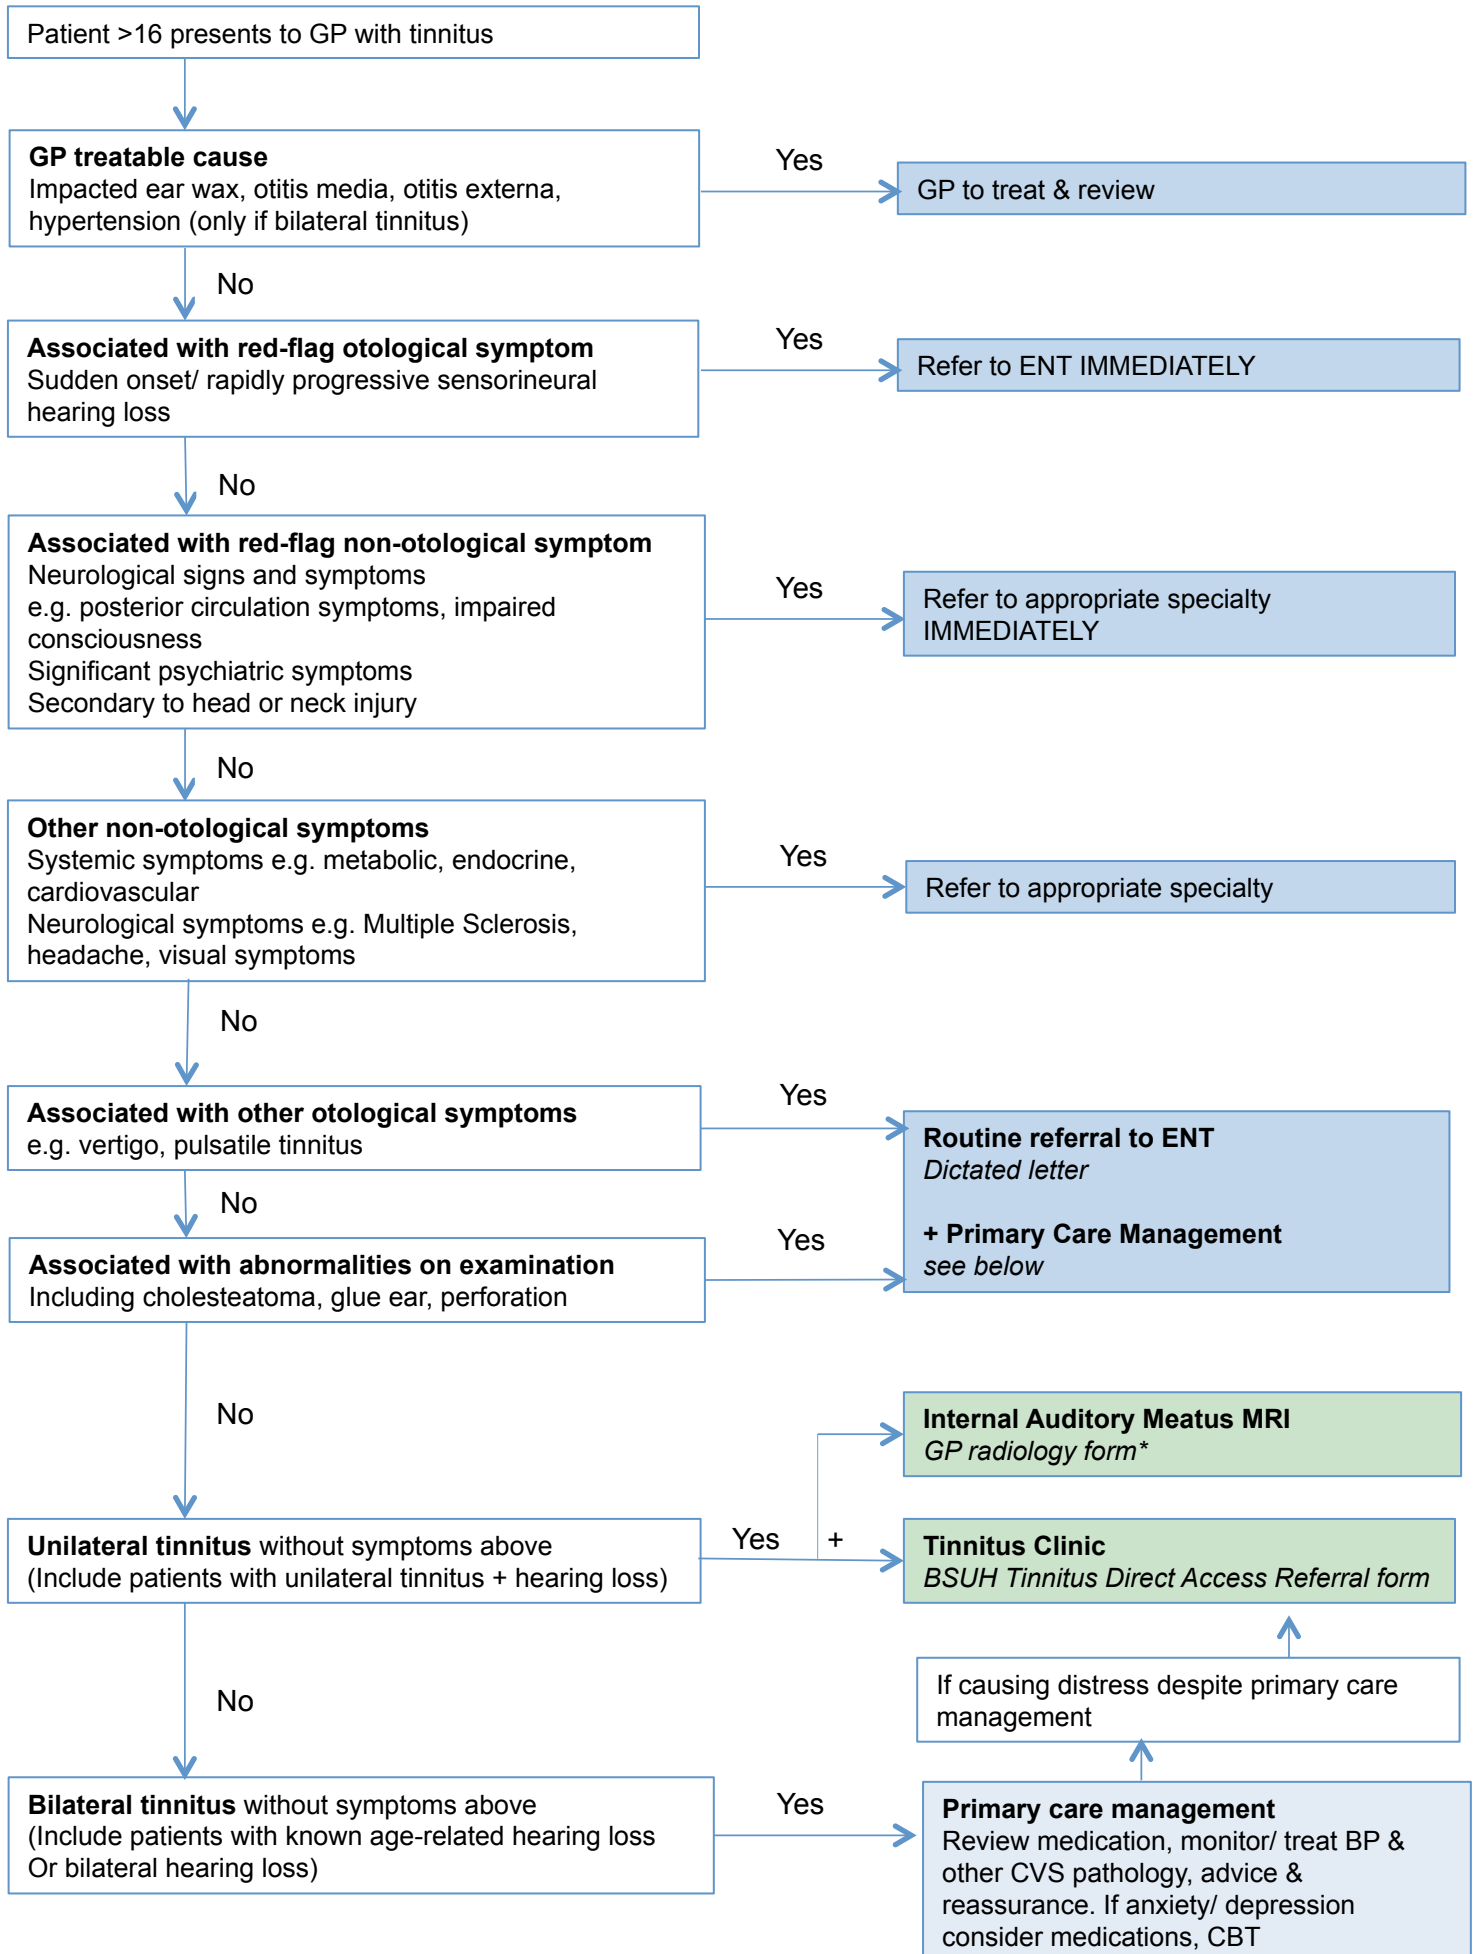 Patient >16 presents to GP with tinnitus
GP treatable cause
Impacted ear wax, otitis media, otitis externa,
hypertension (only if bilateral tinnitus)
Yes
GP to treat & review
No
Associated with red-flag otological symptom
Sudden onset/ rapidly progressive sensorineural
hearing loss
Yes
Refer to ENT IMMEDIATELY
No
Associated with red-flag non-otological symptom
Neurological signs and symptoms
e.g. posterior circulation symptoms, impaired
consciousness
Significant psychiatric symptoms
Secondary to head or neck injury
Yes
Refer to appropriate specialty
IMMEDIATELY
No
Other non-otological symptoms
Systemic symptoms e.g. metabolic, endocrine,
cardiovascular
Neurological symptoms e.g. Multiple Sclerosis,
headache, visual symptoms
Yes
Refer to appropriate specialty
No
Associated with other otological symptoms
e.g. vertigo, pulsatile tinnitus
Yes
Routine referral to ENT
Dictated letter
+ Primary Care Management
see below
No
Associated with abnormalities on examination
Including cholesteatoma, glue ear, perforation
Yes
No
Internal Auditory Meatus MRI
GP radiology form*
Unilateral tinnitus without symptoms above
(Include patients with unilateral tinnitus + hearing loss)
Yes
+
Tinnitus Clinic
BSUH Tinnitus Direct Access Referral form
If causing distress despite primary care
management
No
Bilateral tinnitus without symptoms above
(Include patients with known age-related hearing loss
Or bilateral hearing loss)
Yes
Primary care management
Review medication, monitor/ treat BP &
other CVS pathology, advice &
reassurance. If anxiety/ depression
consider medications, CBT